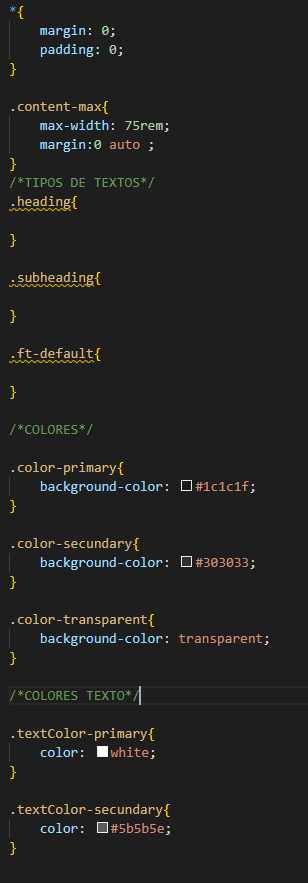 *{
    margin: 0;
    padding: 0;
}
.content-max{
    max-width: 75rem;
    margin:0 auto ;
}
/*TIPOS DE TEXTOS*/
.heading{
}
.subheading{
}
.ft-default{
}
/*COLORES*/
.color-primary{
    background-color: #1c1c1f;
}
.color-secundary{
    background-color: #303033;
}
.color-transparent{
    background-color: transparent;
}
/*COLORES TEXTO*/
.textColor-primary{
    color: white;
}
.textColor-secundary{
    color: #5b5b5e;
}